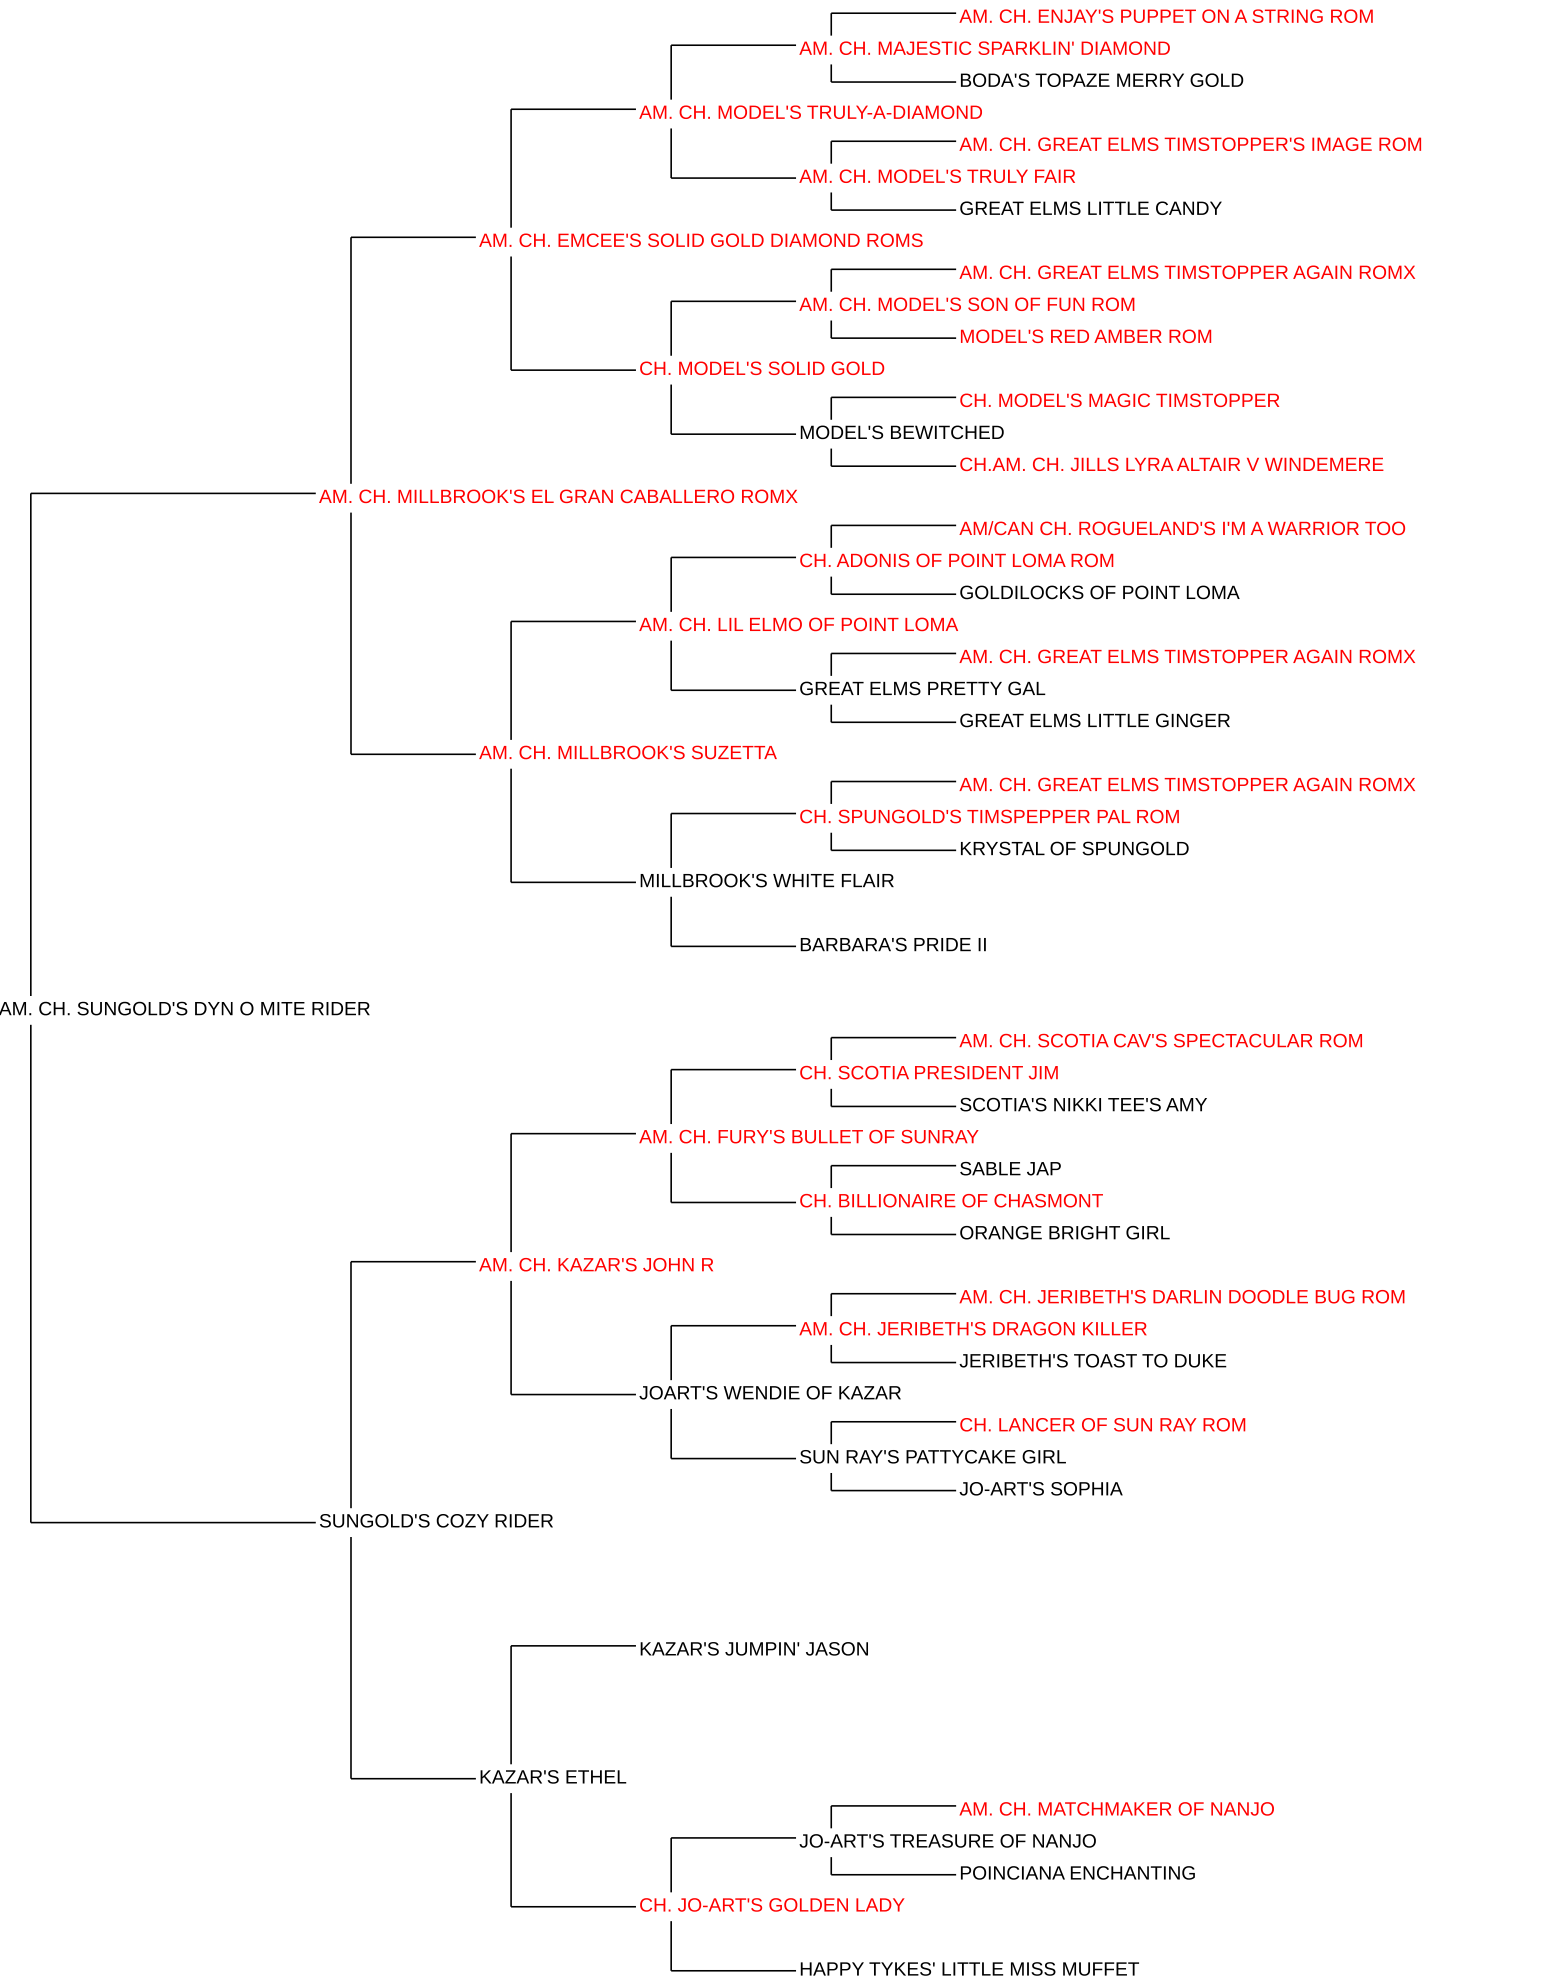 AM. CH. ENJAY'S PUPPET ON A STRING ROM
AM. CH. MAJESTIC SPARKLIN' DIAMOND
BODA'S TOPAZE MERRY GOLD
AM. CH. MODEL'S TRULY-A-DIAMOND
AM. CH. GREAT ELMS TIMSTOPPER'S IMAGE ROM
AM. CH. MODEL'S TRULY FAIR
GREAT ELMS LITTLE CANDY
AM. CH. EMCEE'S SOLID GOLD DIAMOND ROMS
AM. CH. GREAT ELMS TIMSTOPPER AGAIN ROMX
AM. CH. MODEL'S SON OF FUN ROM
MODEL'S RED AMBER ROM
CH. MODEL'S SOLID GOLD
CH. MODEL'S MAGIC TIMSTOPPER
MODEL'S BEWITCHED
CH.AM. CH. JILLS LYRA ALTAIR V WINDEMERE
AM. CH. MILLBROOK'S EL GRAN CABALLERO ROMX
AM/CAN CH. ROGUELAND'S I'M A WARRIOR TOO
CH. ADONIS OF POINT LOMA ROM
GOLDILOCKS OF POINT LOMA
AM. CH. LIL ELMO OF POINT LOMA
AM. CH. GREAT ELMS TIMSTOPPER AGAIN ROMX
GREAT ELMS PRETTY GAL
GREAT ELMS LITTLE GINGER
AM. CH. MILLBROOK'S SUZETTA
AM. CH. GREAT ELMS TIMSTOPPER AGAIN ROMX
CH. SPUNGOLD'S TIMSPEPPER PAL ROM
KRYSTAL OF SPUNGOLD
MILLBROOK'S WHITE FLAIR
BARBARA'S PRIDE II
AM. CH. SUNGOLD'S DYN O MITE RIDER
AM. CH. SCOTIA CAV'S SPECTACULAR ROM
CH. SCOTIA PRESIDENT JIM
SCOTIA'S NIKKI TEE'S AMY
AM. CH. FURY'S BULLET OF SUNRAY
SABLE JAP
CH. BILLIONAIRE OF CHASMONT
ORANGE BRIGHT GIRL
AM. CH. KAZAR'S JOHN R
AM. CH. JERIBETH'S DARLIN DOODLE BUG ROM
AM. CH. JERIBETH'S DRAGON KILLER
JERIBETH'S TOAST TO DUKE
JOART'S WENDIE OF KAZAR
CH. LANCER OF SUN RAY ROM
SUN RAY'S PATTYCAKE GIRL
JO-ART'S SOPHIA
SUNGOLD'S COZY RIDER
KAZAR'S JUMPIN' JASON
KAZAR'S ETHEL
AM. CH. MATCHMAKER OF NANJO
JO-ART'S TREASURE OF NANJO
POINCIANA ENCHANTING
CH. JO-ART'S GOLDEN LADY
HAPPY TYKES' LITTLE MISS MUFFET